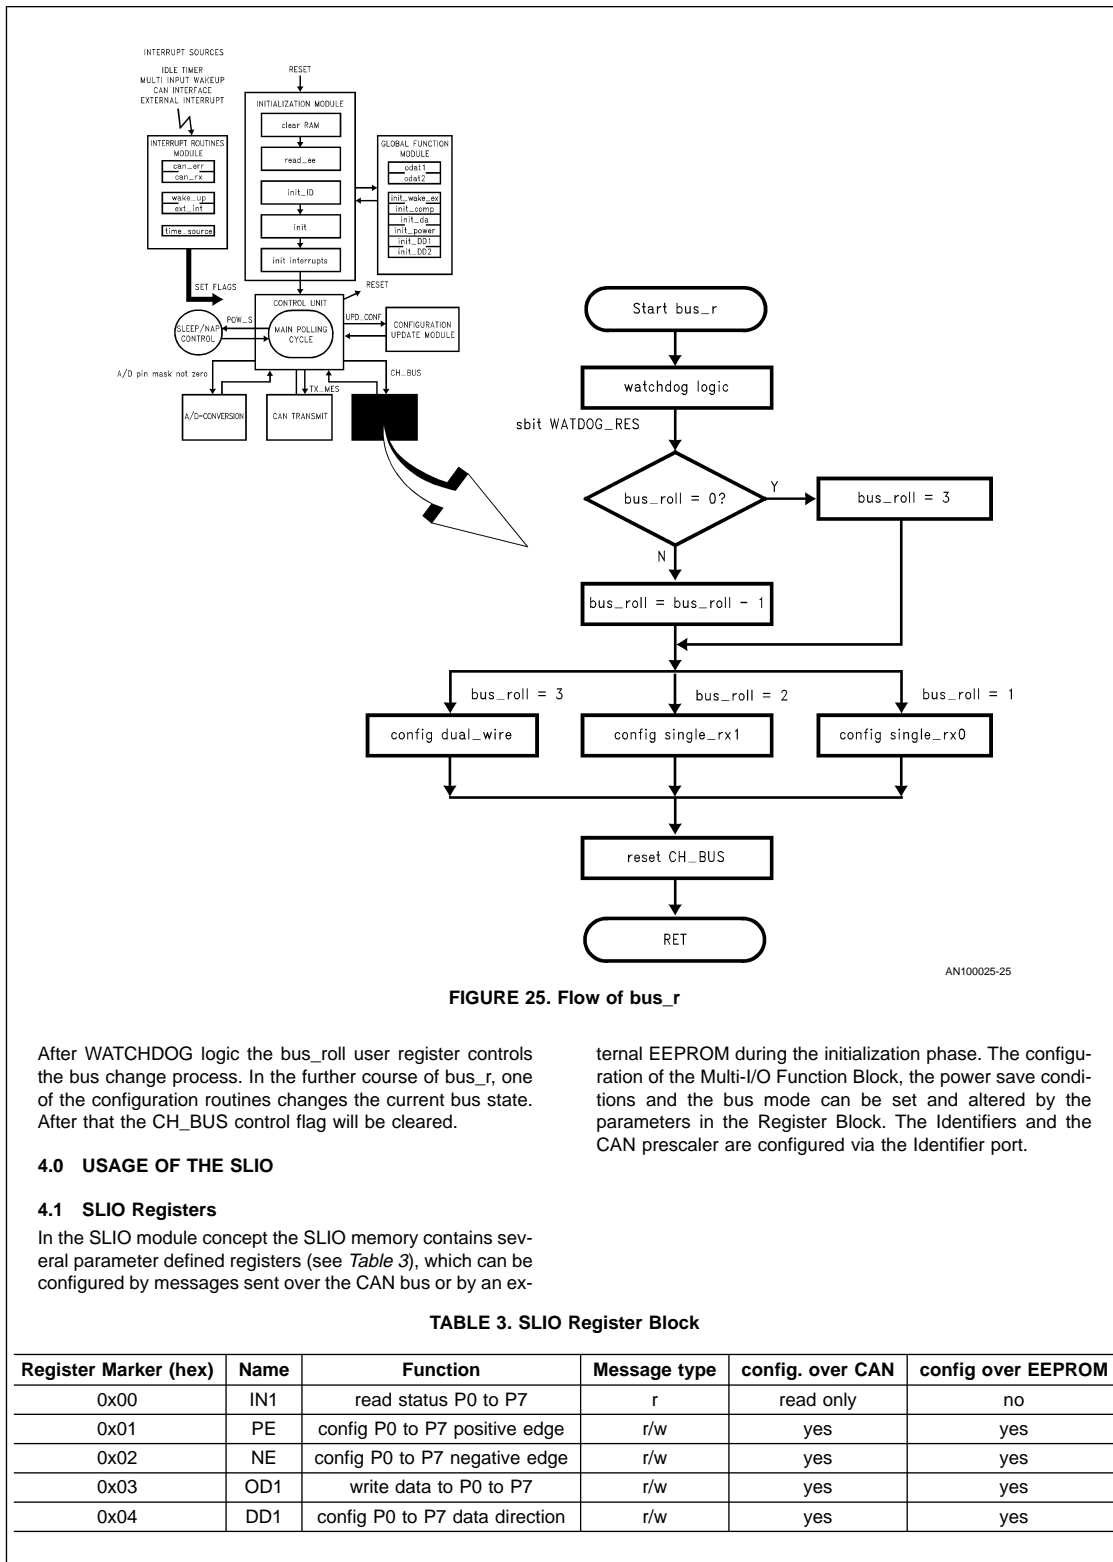 INTERRUPT SOURCES
IDLE TIMER
MULTI INPUT WAKEUP
CAN INTERFACE
EXTERNAL INTERRUPT
RESET
INTERRUPT ROUTINES
MODULE
can_err
can_rx
wake_up
ext_int
time_source
INITIALIZATION MODULE
clear RAM
read_ee
init_ID
init
init interrupts
GLOBAL FUNCTION
MODULE
odat1
odat2
init_wake_ex
init_comp
init_da
init_power
init_DD1
init_DD2
SET FLAGS
RESET
CONTROL UNIT
MAIN POLLING
CYCLE
POW_S
SLEEP/NAP
CONTROL
UPD_CONF
CONFIGURATION
UPDATE MODULE
A/D pin mask not zero
CH_BUS
TX_MES
A/D-CONVERSION
CAN TRANSMIT
Start bus_r
watchdog logic
sbit WATDOG_RES
bus_roll = 0?
Y
bus_roll = 3
N
bus_roll = bus_roll - 1
bus_roll = 3
bus_roll = 2
bus_roll = 1
config dual_wire
config single_rx1
config single_rx0
reset CH_BUS
RET
AN100025-25
FIGURE 25. Flow of bus_r
After WATCHDOG logic the bus_roll user register controls
the bus change process. In the further course of bus_r, one
of the configuration routines changes the current bus state.
After that the CH_BUS control flag will be cleared.
4.0 USAGE OF THE SLIO
4.1 SLIO Registers
In the SLIO module concept the SLIO memory contains sev-
eral parameter defined registers (see Table 3), which can be
configured by messages sent over the CAN bus or by an ex-
ternal EEPROM during the initialization phase. The configu-
ration of the Multi-I/O Function Block, the power save condi-
tions and the bus mode can be set and altered by the
parameters in the Register Block. The Identifiers and the
CAN prescaler are configured via the Identifier port.
TABLE 3. SLIO Register Block
Register Marker (hex) Name Function Message type config. over CAN config over EEPROM
0x00 IN1 read status P0 to P7 r read only no
0x01 PE config P0 to P7 positive edge r/w yes yes
0x02 NE config P0 to P7 negative edge r/w yes yes
0x03 OD1 write data to P0 to P7 r/w yes yes
0x04 DD1 config P0 to P7 data direction r/w yes yes